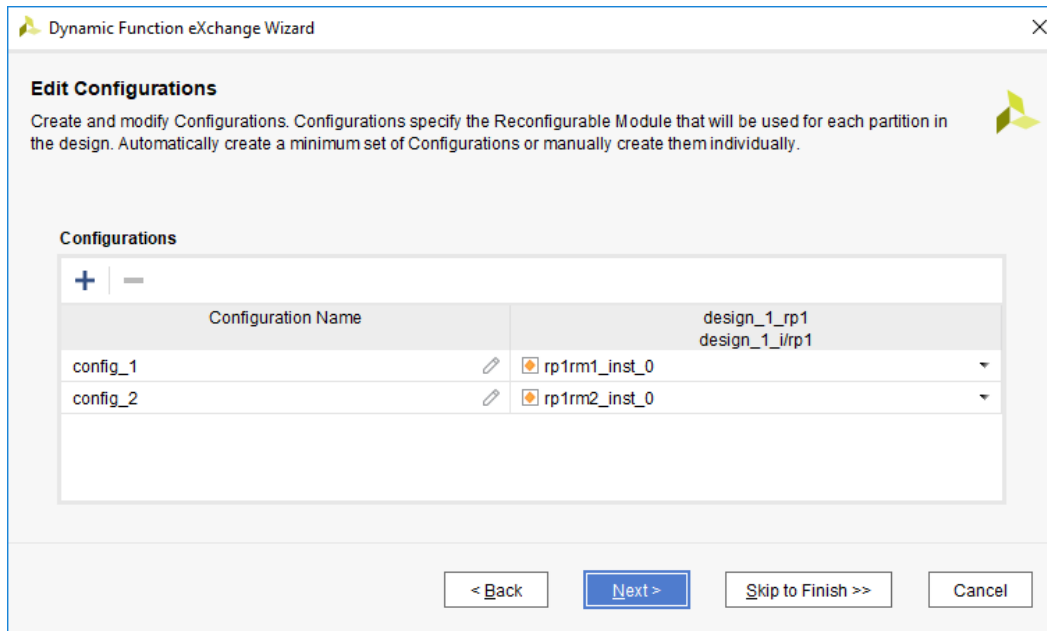 Dynamic Function eXchange Wizard
Edit Configurations
Create and modify Configurations. Configurations specify the Reconfigurable Module that will be used for each partition in
the design. Automatically create a minimum set of Configurations or manually create them individually.
Configurations
Configuration Name
design_1_rp1
design_1_i/rp1
config_1
rp1rm1_inst_0
config_2
rp1rm2_inst_0
< Back
Next >
Skip to Finish >>
Cancel